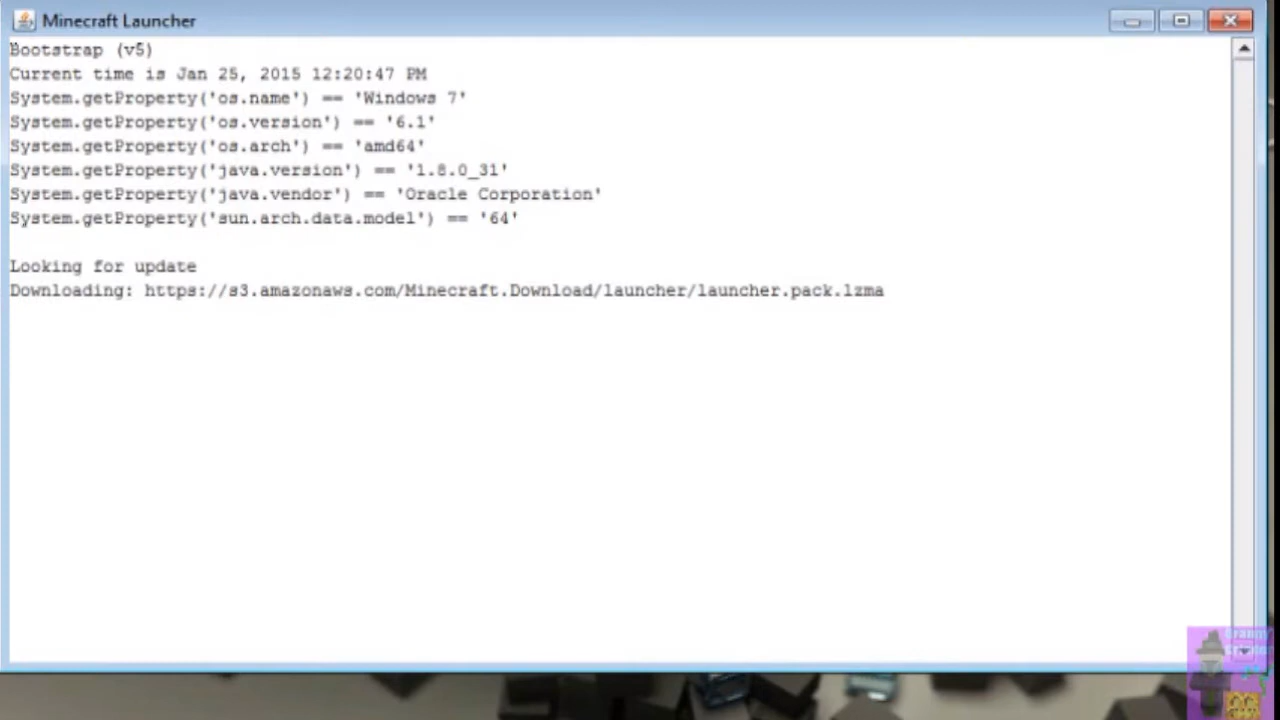 Minecraft Launcher
Bootstrap (v5)
Current time is Jan 25, 2015 12:20:47 PM
System.getProperty('os.name') == 'Windows 7'
System.getProperty('os.version') == '6.1'
System.getProperty('os.arch') == 'amd64'
System.getProperty('java.version') == '1.8.0_31'
System.getProperty('java.vendor') == 'Oracle Corporation'
System.getProperty('sun.arch.data.model') == '64'
Looking for update
Downloading: https://s3.amazonaws.com/Minecraft.Download/launcher/launcher.pack.lzma